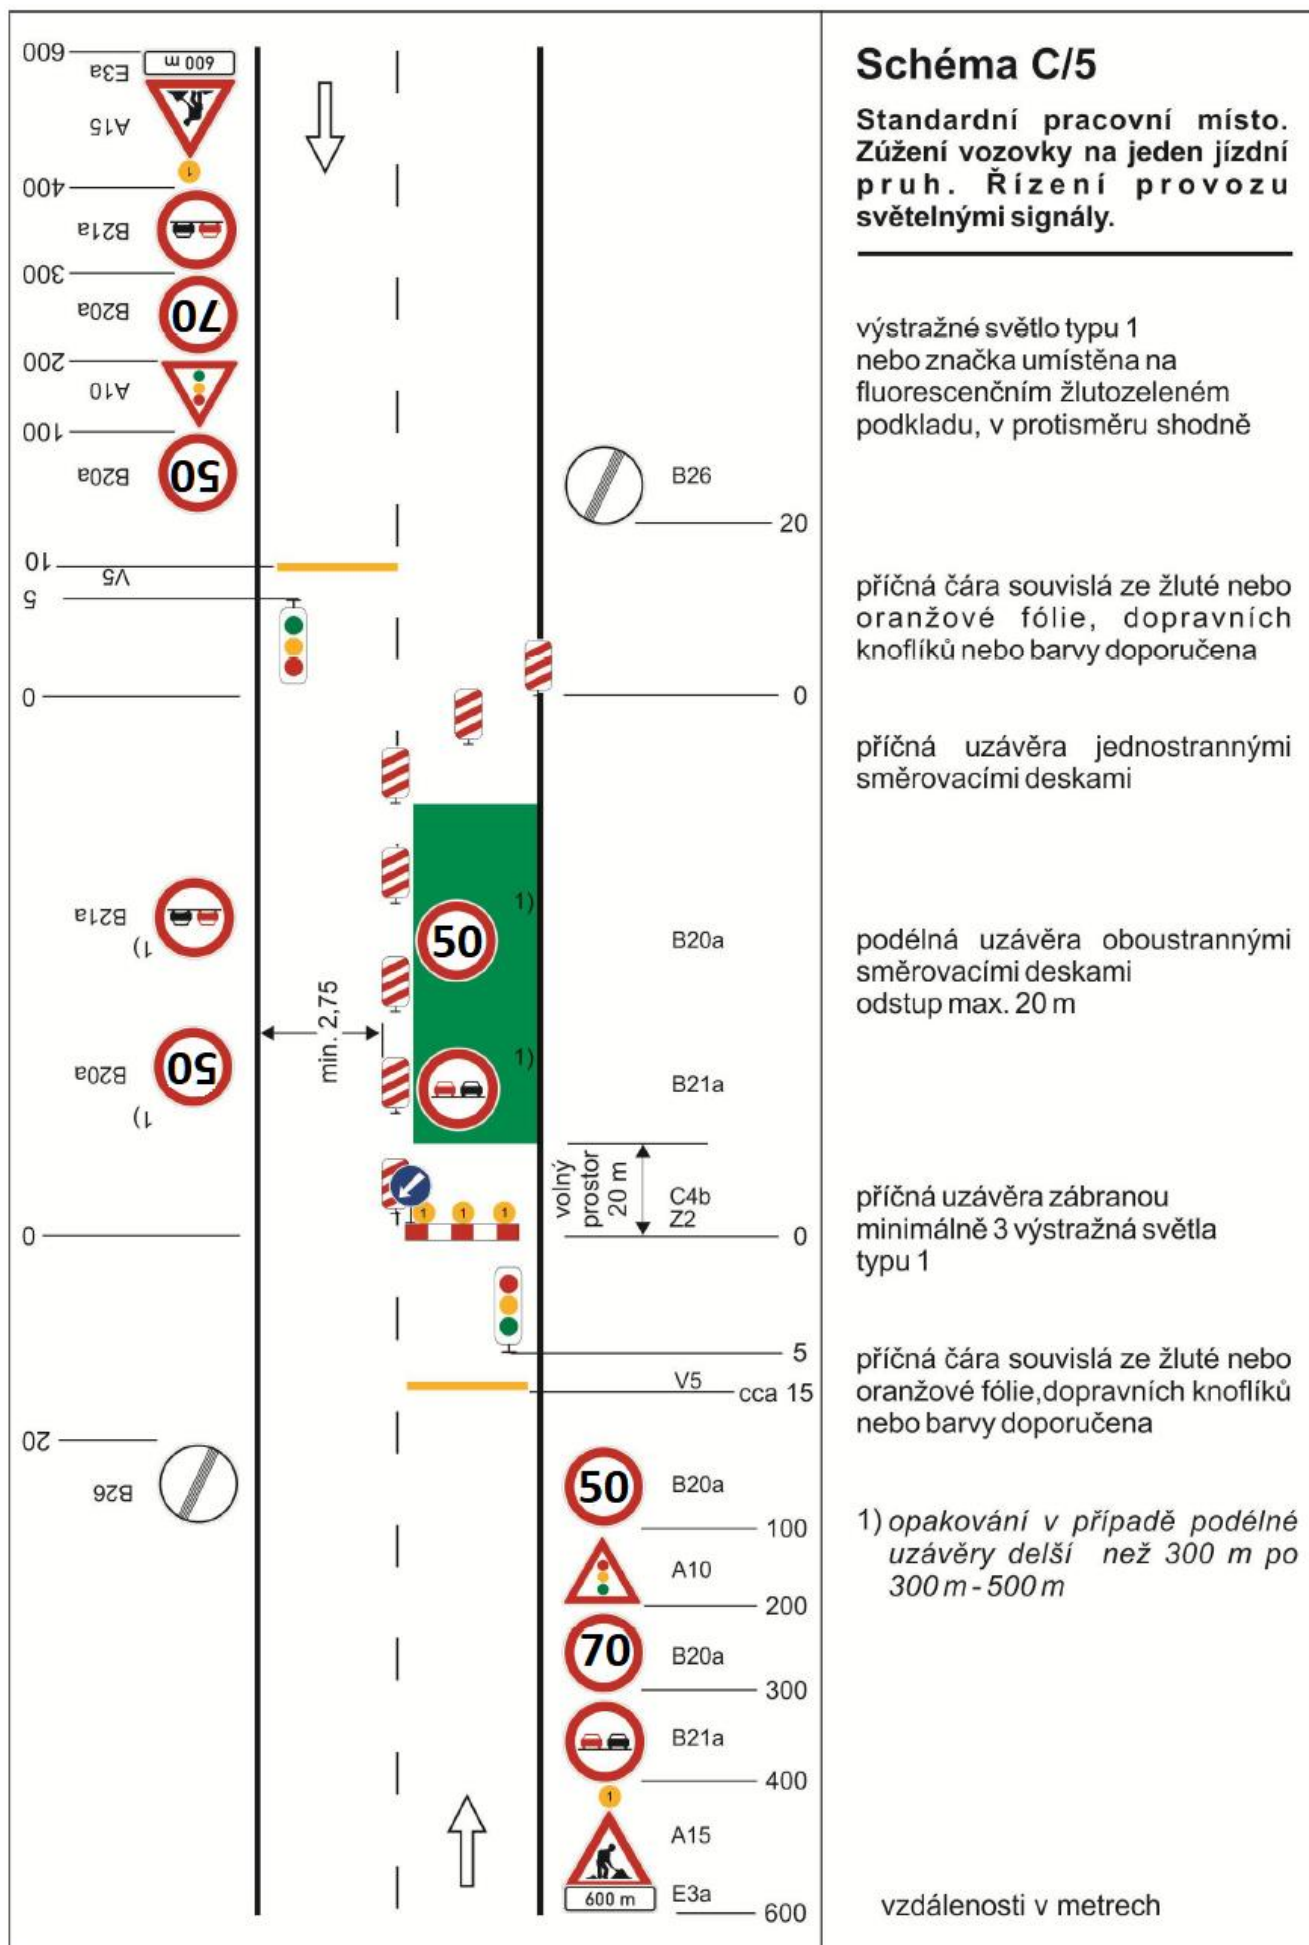 Schéma C/5
Standardní pracovní místo.
Zúžení vozovky na jeden jízdní
pruh. Řízení provozu
světelnými signály.
výstražné světlo typu 1
nebo značka umístěna na
fluorescenčním žlutozeleném
podkladu, v protisměru shodně
příčná čára souvislá ze žluté nebo
oranžové fólie, dopravních
knoflíků nebo barvy doporučena
příčná uzávěra jednostrannými
směrovacími deskami
podélná uzávěra oboustrannými
směrovacími deskami
odstup max. 20 m
příčná uzávěra zábranou
minimálně 3 výstražná světla
typu 1
příčná čára souvislá ze žluté nebo
oranžové fólie,dopravních knoflíků
nebo barvy doporučena
1) opakování v případě podélné
uzávěry delší než 300 m po
300 m - 500 m
vzdálenosti v metrech
600
E3a
600 m
A15
1
400
B21a
300
B20a
70
200
A10
100
B20a
50
10
V5
5
0
B21a
1)
B20a
50
1)
min. 2,75
0
20
B26
B26
20
0
1)
50
B20a
1)
B21a
volný
prostor
20 m
C4b
Z2
1 1 1
0
5
V5
cca 15
50
B20a
100
A10
200
70
B20a
300
B21a
400
1
A15
600 m
E3a
600